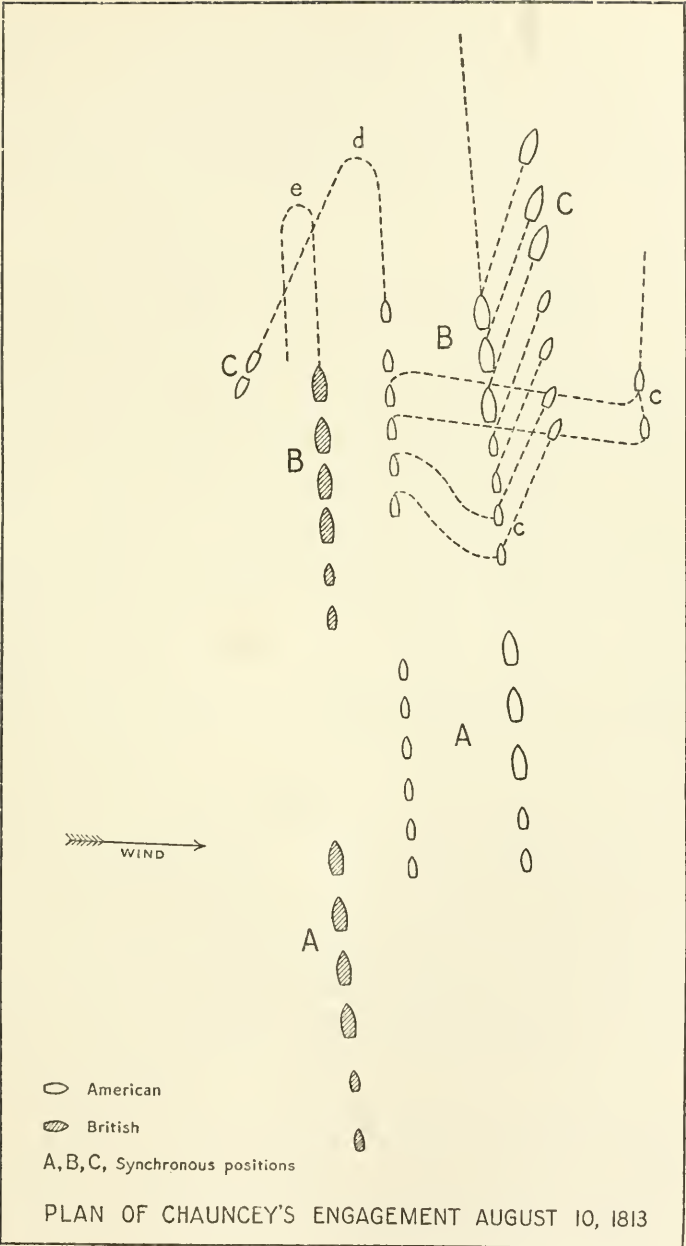 d
e
C
B
C
C
B
c
A
WIND
A
American
British
A,B,C, Synchronous positions
PLAN OF CHAUNCEY'S ENGAGEMENT AUGUST 10, 1813